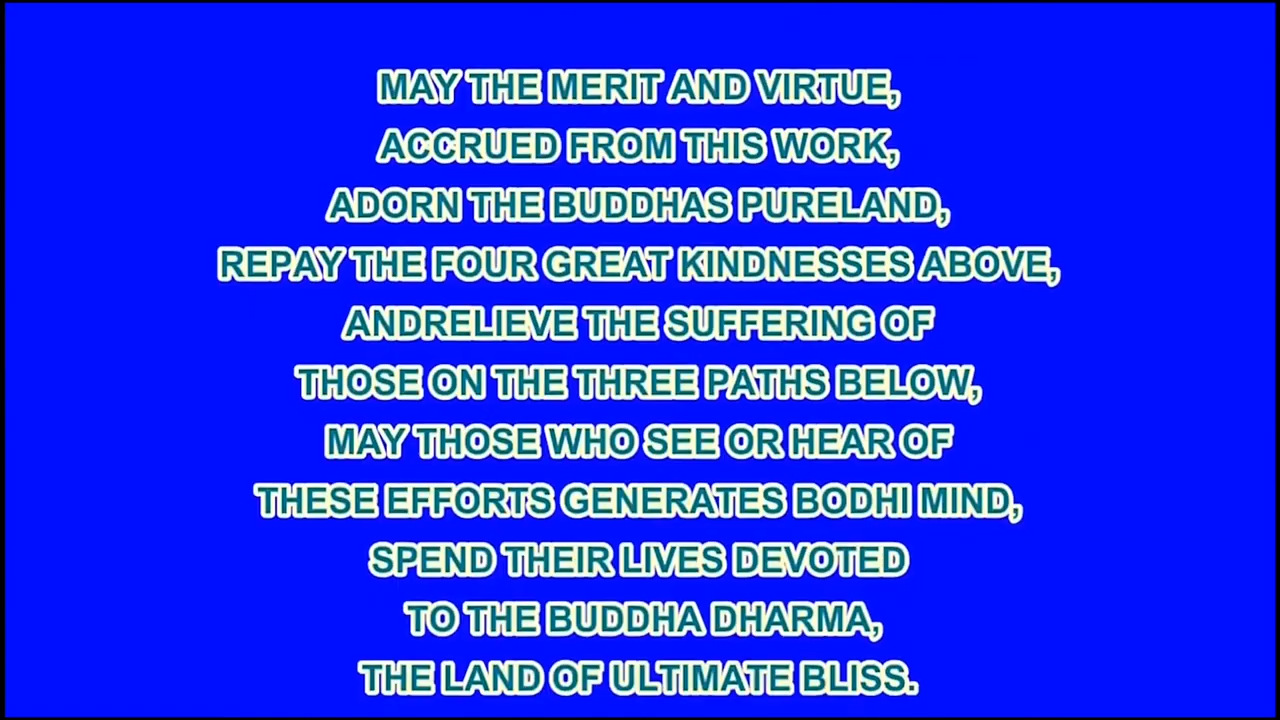 MAY THE MERIT AND VIRTUE,
ACCRUED FROM THIS WORK,
ADORN THE BUDDHAS PURELAND,
REPAY THE FOUR GREAT KINDNESSES ABOVE,
ANDRELIEVE THE SUFFERING OF
THOSE ON THE THREE PATHS BELOW,
MAY THOSE WHO SEE OR HEAR OF
THESE EFFORTS GENERATES BODHI MIND,
SPEND THEIR LIVES DEVOTED
TO THE BUDDHA DHARMA,
THE LAND OF ULTIMATE BLISS.